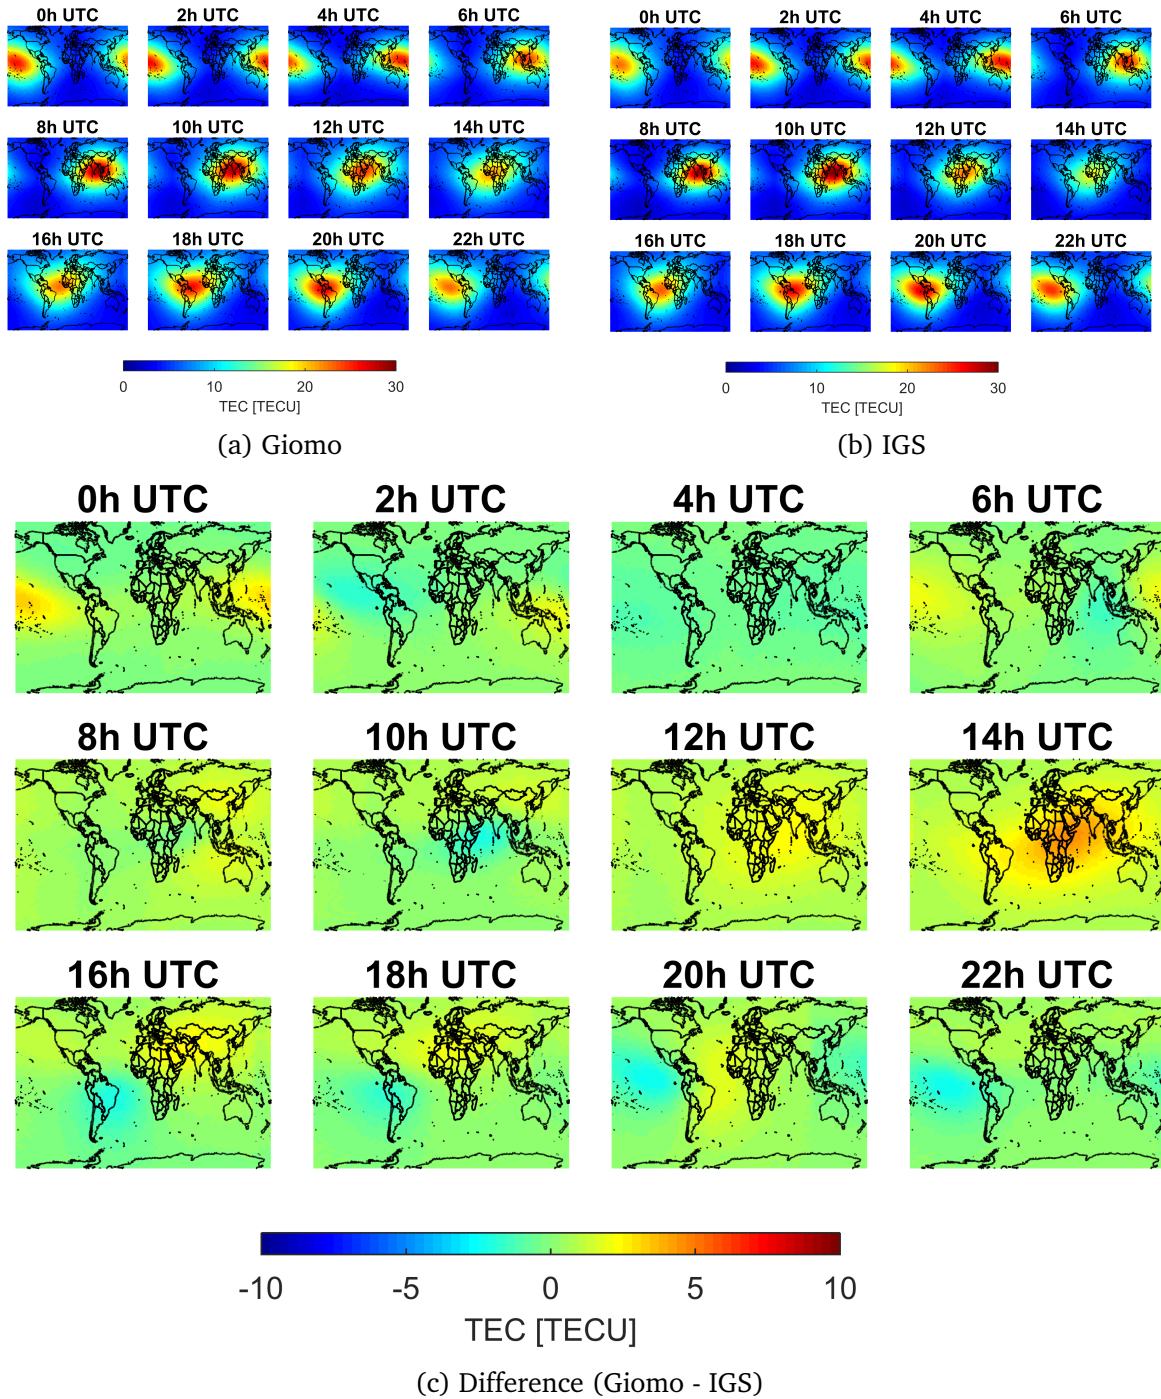 0h UTC 2h UTC 4h UTC 6h UTC
8h UTC 10h UTC 12h UTC 14h UTC
16h UTC 18h UTC 20h UTC 22h UTC
0 10 20 30
TEC [TECU]
(a) Giomo
0h UTC 2h UTC 4h UTC 6h UTC
8h UTC 10h UTC 12h UTC 14h UTC
16h UTC 18h UTC 20h UTC 22h UTC
0 10 20 30
TEC [TECU]
(b) IGS
0h UTC 2h UTC 4h UTC 6h UTC
8h UTC 10h UTC 12h UTC 14h UTC
16h UTC 18h UTC 20h UTC 22h UTC
-10 -5 0 5 10
TEC [TECU]
(c) Difference (Giomo - IGS)